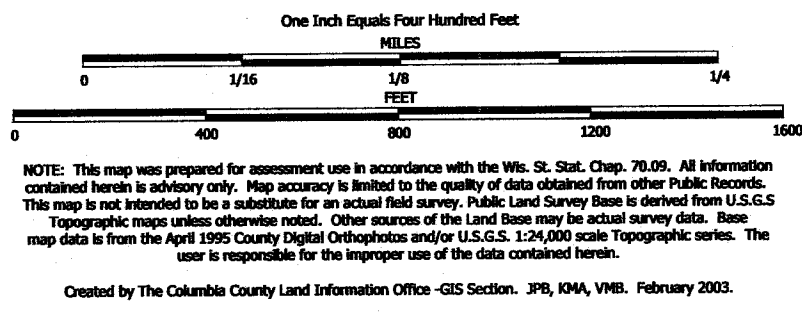 One Inch Equals Four Hundred Feet
MILES
0 1/16 1/8 1/4
FEET
0 400 800 1200 1600
NOTE: This map was prepared for assessment use in accordance with the Wis. St. Stat. Chap. 70.09. All information
contained herein is advisory only. Map accuracy is limited to the quality of data obtained from other Public Records.
This map is not intended to be a substitute for an actual field survey. Public Land Survey Base is derived from U.S.G.S
Topographic maps unless otherwise noted. Other sources of the Land Base may be actual survey data. Base
map data is from the April 1995 County Digital Orthophotos and/or U.S.G.S. 1:24,000 scale Topographic series. The
user is responsible for the improper use of the data contained herein.
Created by The Columbia County Land Information Office -GIS Section. JPB, KMA, VMB. February 2003.